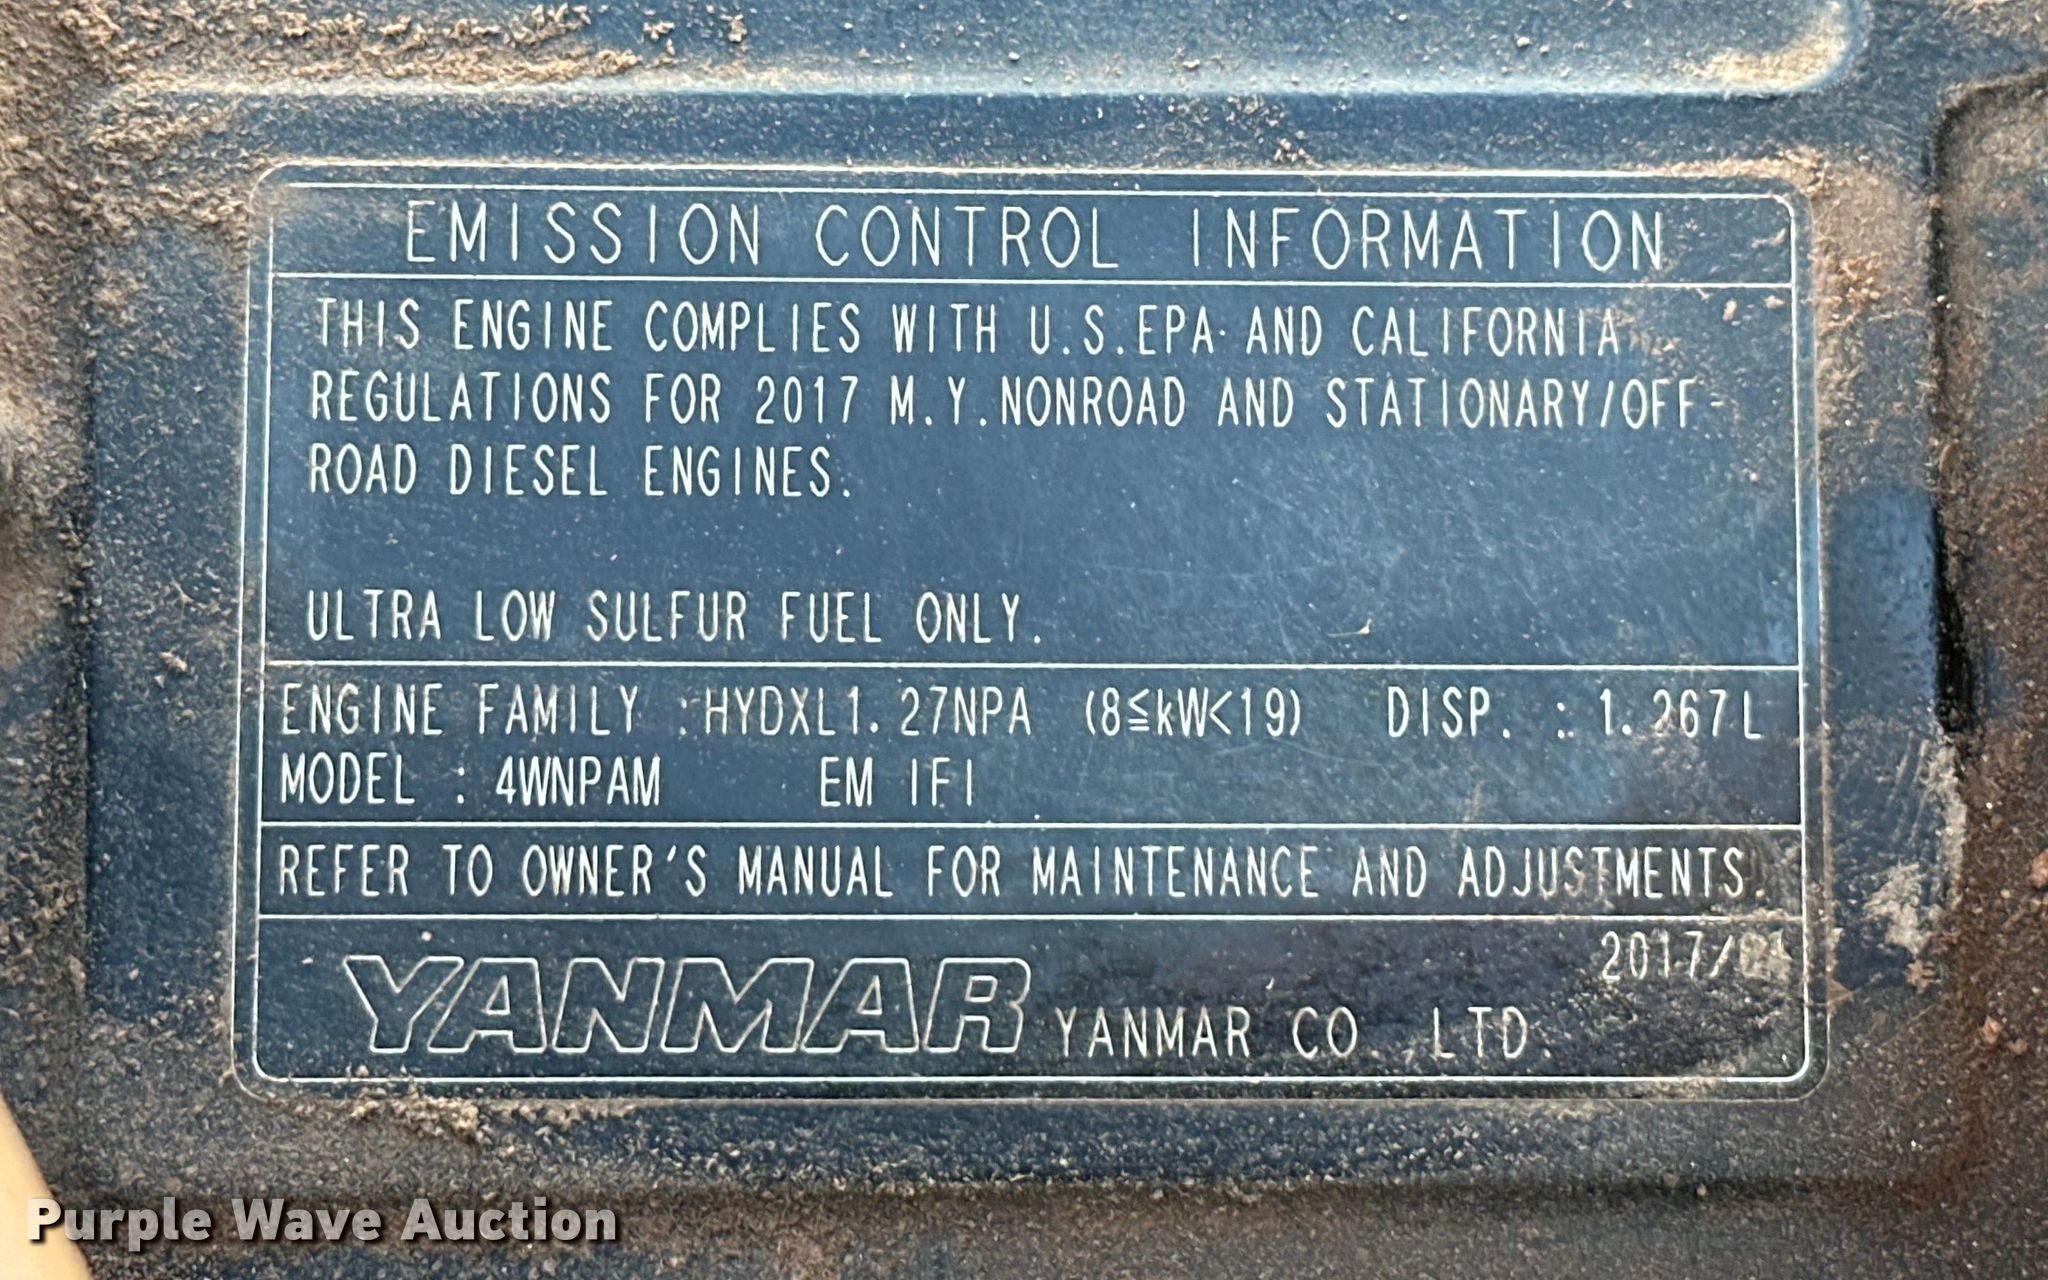 EMISSION CONTROL INFORMATION
THIS ENGINE COMPLIES WITH U.S.EPA AND CALIFORNIA
REGULATIONS FOR 2017 M.Y.NONROAD AND STATIONARY/OFF-
ROAD DIESEL ENGINES.
ULTRA LOW SULFUR FUEL ONLY.
ENGINE FAMILY :HYDXL1.27NPA (8≦kW<19) DISP. : 1.267L
MODEL : 4WNPAM EM IFI
REFER TO OWNER'S MANUAL FOR MAINTENANCE AND ADJUSTMENTS.
2017/
YANMAR YANMAR CO.,LTD.
Purple Wave Auction